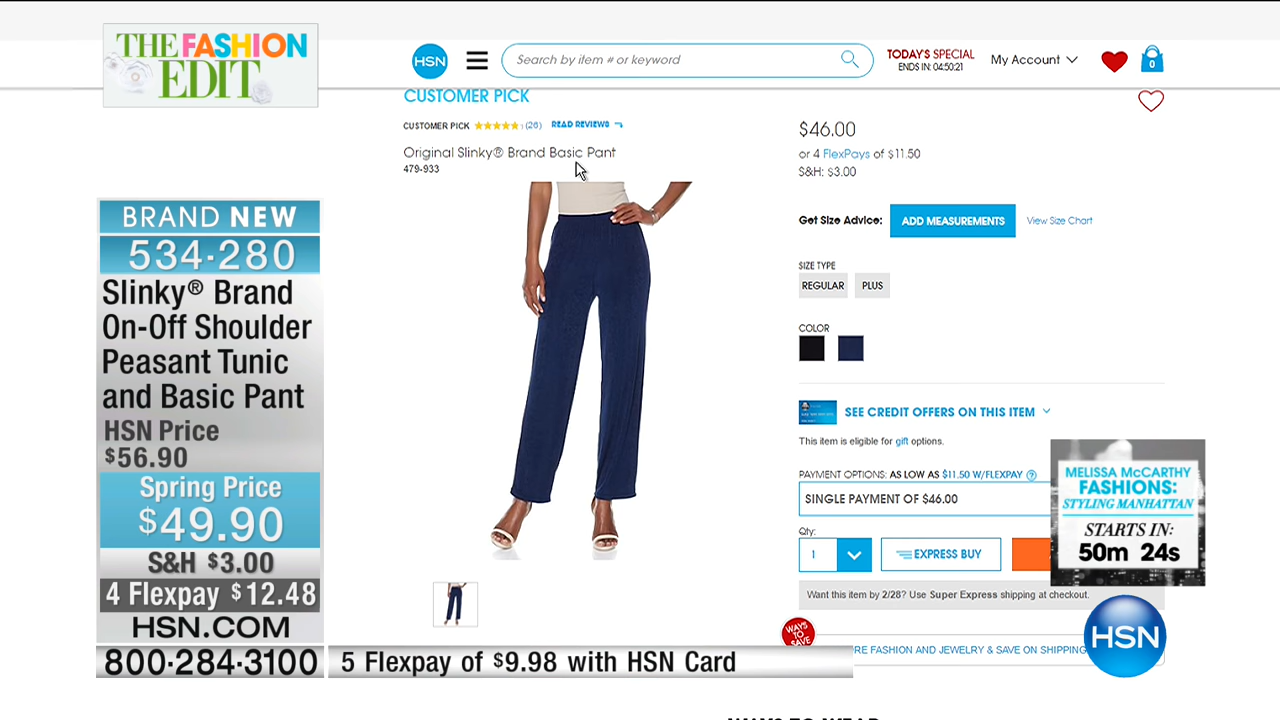 THE FASHION
EDIT
HSN
Search by item # or keyword
TODAY'S SPECIAL
ENDS IN: 04:50:21
My Account
0
CUSTOMER PICK
CUSTOMER PICK
(26)
READ REVIEWS
Original Slinky® Brand Basic Pant
479-933
$46.00
or 4 FlexPays of $11.50
S&H: $3.00
Get Size Advice:
ADD MEASUREMENTS
View Size Chart
SIZE TYPE
REGULAR
PLUS
COLOR
SEE CREDIT OFFERS ON THIS ITEM
This item is eligible for gift options.
PAYMENT OPTIONS: AS LOW AS $11.50 W/FLEXPAY ?
SINGLE PAYMENT OF $46.00
Qty:
1
EXPRESS BUY
Want this item by 2/28? Use Super Express shipping at checkout.
WAYS
TO
SAVE
RE FASHION AND JEWELRY & SAVE ON SHIPPING
BRAND NEW
534·280
Slinky® Brand
On-Off Shoulder
Peasant Tunic
and Basic Pant
HSN Price
$56.90
Spring Price
$49.90
S&H $3.00
4 Flexpay $12.48
HSN.COM
800·284·3100
5 Flexpay of $9.98 with HSN Card
MELISSA McCARTHY
FASHIONS:
STYLING MANHATTAN
STARTS IN:
50m 24s
HSN